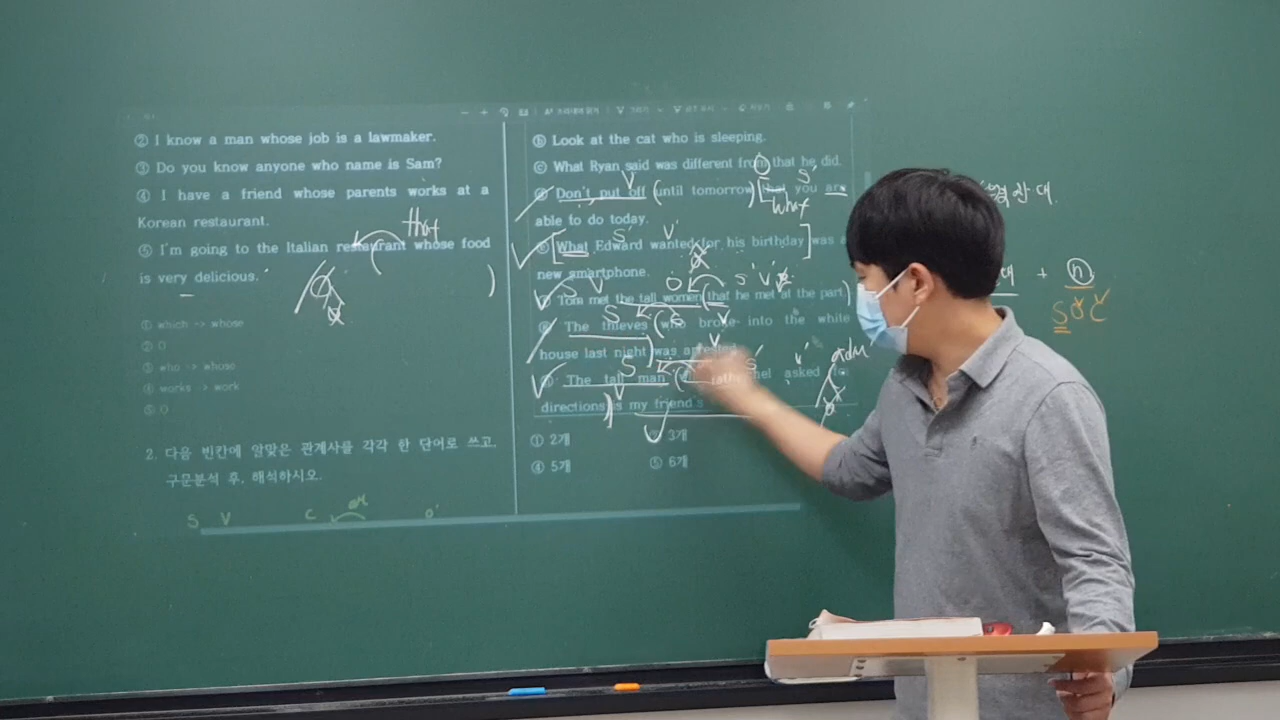 ② I know a man whose job is a lawmaker.
③ Do you know anyone who name is Sam?
④ I have a friend whose parents works at a
Korean restaurant.
that
⑤ I'm going to the Italian restaurant whose food
is very delicious.
① which -> whose
② O
③ who -> whose
④ works -> work
⑤ O
2. 다음 빈칸에 알맞은 관계사를 각각 한 단어로 쓰고,
구문분석 후, 해석하시오.
S V C O'
ⓑ Look at the cat who is sleeping.
ⓒ What Ryan said was different from that he did.
V O S'
Don't put off (until tomorrow) [that you are
What
able to do today.
S' V'
[What Edward wanted for his birthday] was a
new smartphone.
O S' V'
Tom met the tall women (that he met at the part)
S V
The thieves who broke into the white
house last night was arrested
S S' V' adv
The tall man asked
V
directions is my friend's
① 2개 3개
④ 5개 ⑤ 6개
관대
대 + n
S O C